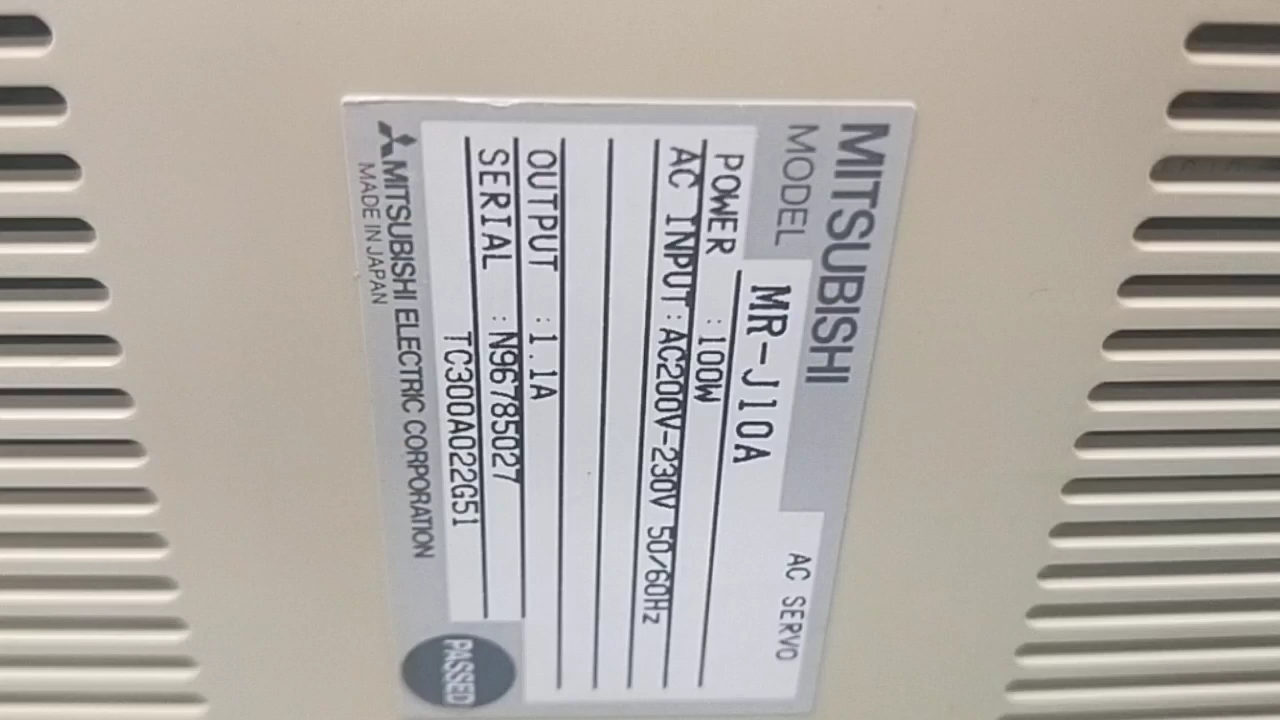 MITSUBISHI
AC SERVO
MODEL MR-J10A
POWER : 100W
AC INPUT : AC200V-230V 50/60Hz
OUTPUT : 1.1A
SERIAL : N96785027
TC300A022G51
MITSUBISHI ELECTRIC CORPORATION
MADE IN JAPAN
PASSED